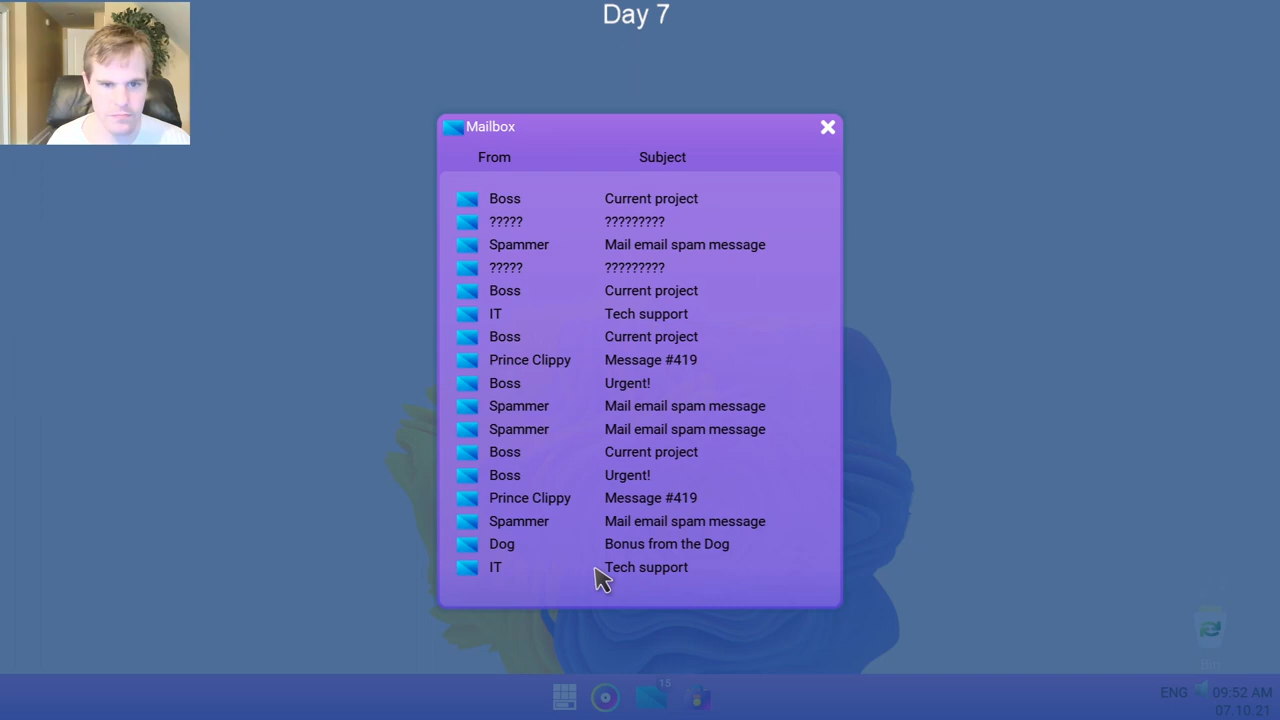 Day 7
Mailbox
From Subject
Boss Current project
????? ?????????
Spammer Mail email spam message
????? ?????????
Boss Current project
IT Tech support
Boss Current project
Prince Clippy Message #419
Boss Urgent!
Spammer Mail email spam message
Spammer Mail email spam message
Boss Current project
Boss Urgent!
Prince Clippy Message #419
Spammer Mail email spam message
Dog Bonus from the Dog
IT Tech support
Bin
15
ENG 09:52 AM
07.10.21